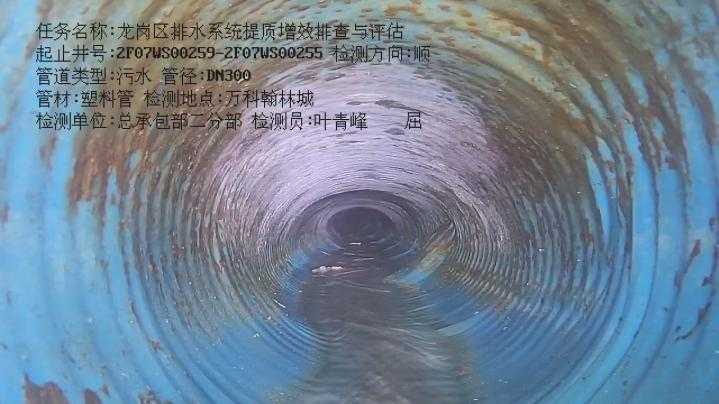 任务名称:龙岗区排水系统提质增效排查与评估
起止井号:2F07WS00259-2F07WS00255 检测方向:顺
管道类型:污水 管径:DN300
管材:塑料管 检测地点:万科翰林城
检测单位:总承包部二分部 检测员:叶青峰 屈